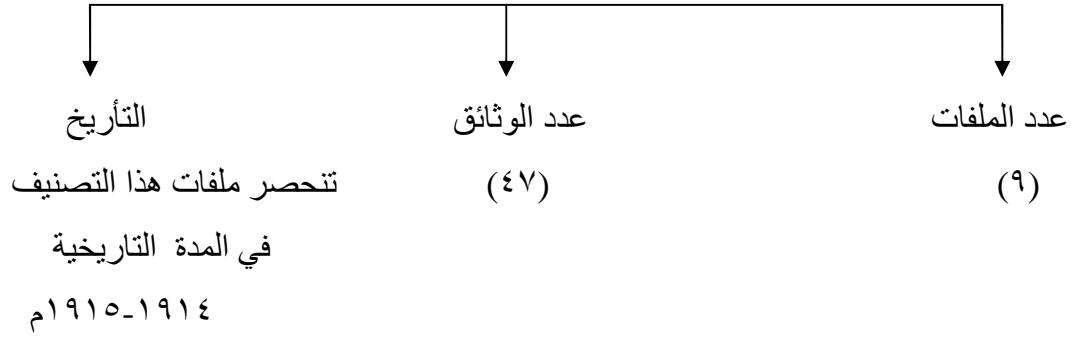 عدد الملفات
(٩)
عدد الوثائق
(٤٧)
التأريخ
تنحصر ملفات هذا التصنيف
في المدة التاريخية
١٩١٤-١٩١٥م